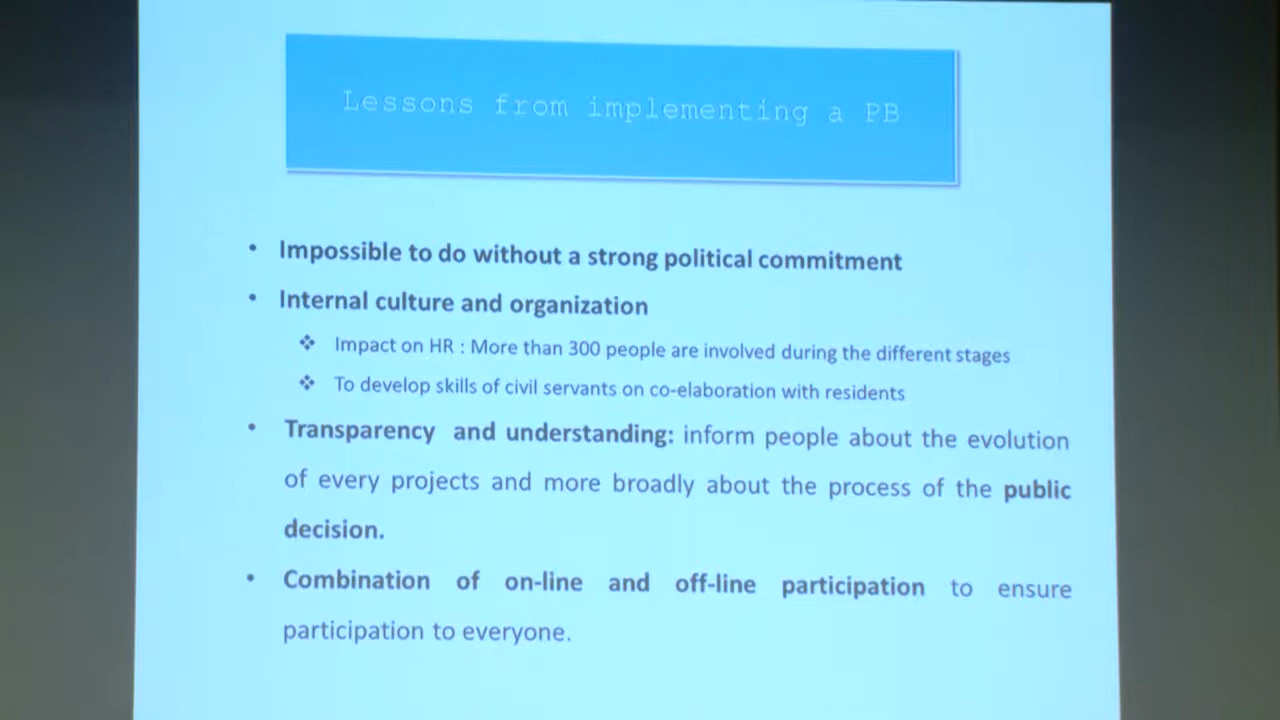 Lessons from implementing a PB
• Impossible to do without a strong political commitment
• Internal culture and organization
❖ Impact on HR : More than 300 people are involved during the different stages
❖ To develop skills of civil servants on co-elaboration with residents
• Transparency and understanding: inform people about the evolution
of every projects and more broadly about the process of the public
decision.
• Combination of on-line and off-line participation to ensure
participation to everyone.